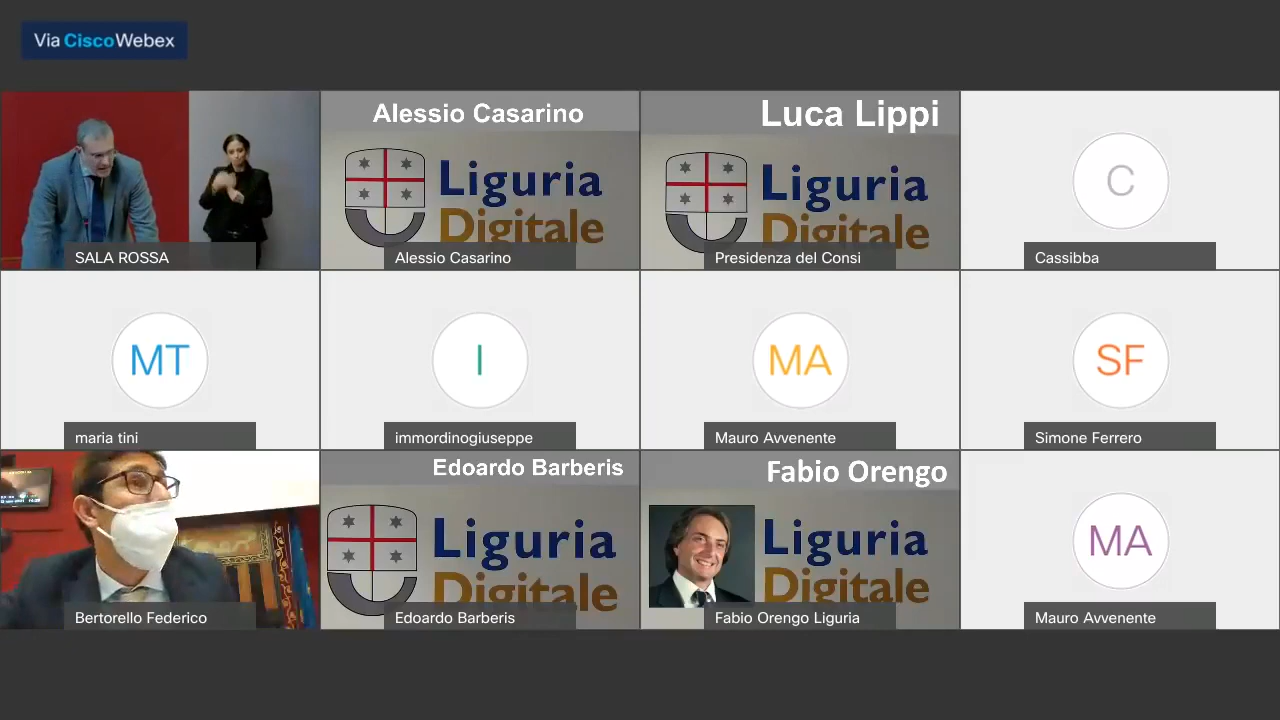 Via Cisco Webex
Alessio Casarino
Luca Lippi
Liguria
Digitale
Liguria
Digitale
C
SALA ROSSA
Alessio Casarino
Presidenza del Consi
Cassibba
MT
I
MA
SF
maria tini
immordinogiuseppe
Mauro Avvenente
Simone Ferrero
Edoardo Barberis
Fabio Orengo
Liguria
Digitale
Liguria
Digitale
MA
Bertorello Federico
Edoardo Barberis
Fabio Orengo Liguria
Mauro Avvenente